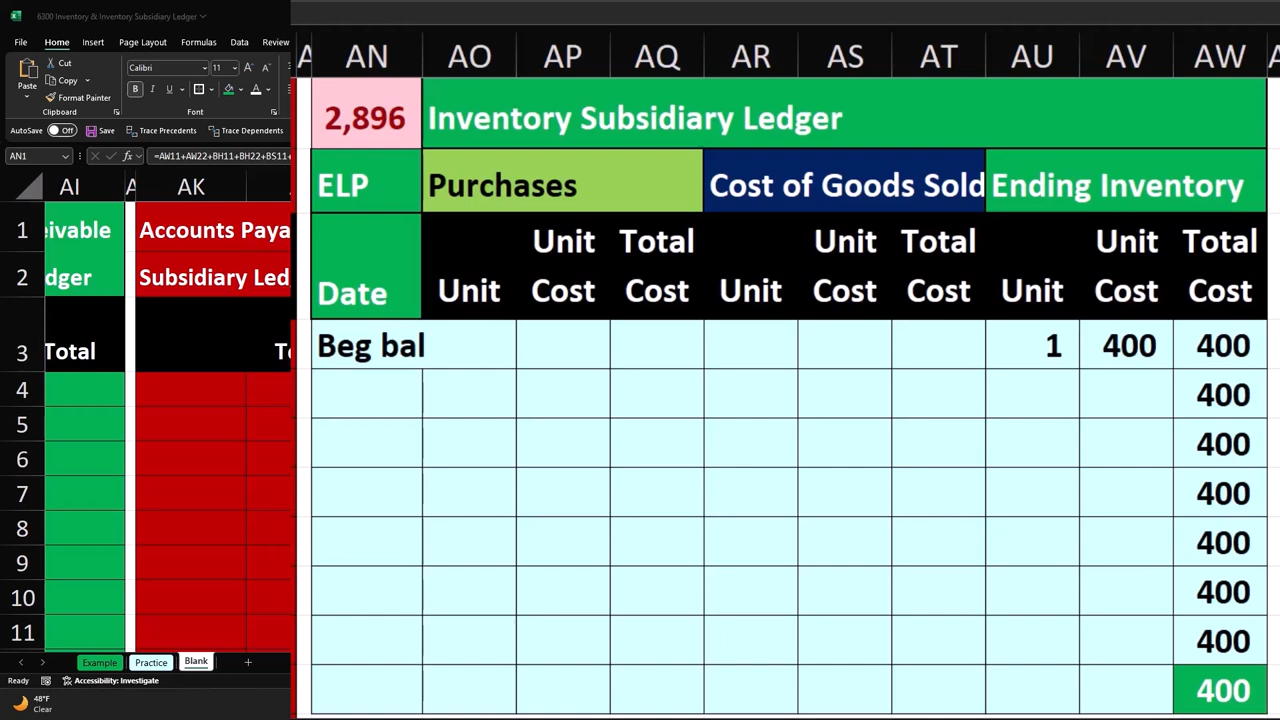 6300 Inventory & Inventory Subsidiary Ledger
File Home Insert Page Layout Formulas Data Review
Paste
Cut
Copy
Format Painter
Calibri 11 A A
B I U A
Clipboard Font
AutoSave Off Save Trace Precedents Trace Dependents
AN1 fx =AW11+AW22+BH11+BH22+BS11+
AI A AK
1 eivable Accounts Paya
2 dger Subsidiary Led
3 Total
4
5
6
7
8
9
10
11
Example Practice Blank +
Ready Accessibility: Investigate
48°F
Clear
AN AO AP AQ AR AS AT AU AV AW
2,896 Inventory Subsidiary Ledger
ELP Purchases Cost of Goods Sold Ending Inventory
Unit Total Unit Total Unit Total
Date Unit Cost Cost Unit Cost Cost Unit Cost Cost
Beg bal 1 400 400
400
400
400
400
400
400
400